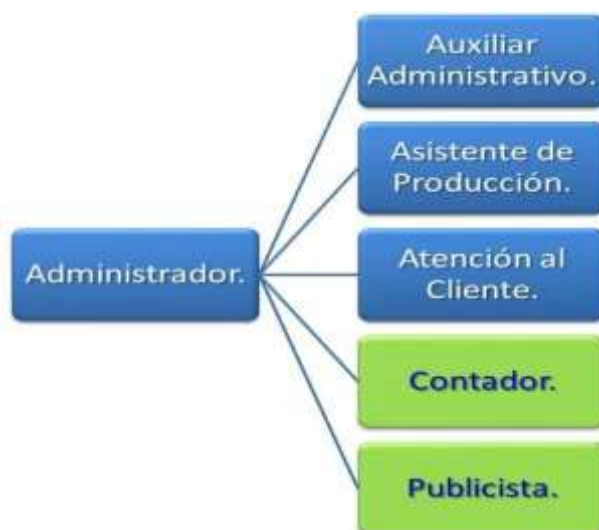 Auxiliar
Administrativo.
Asistente de
Producción.
Administrador.
Atención al
Cliente.
Contador.
Publicista.